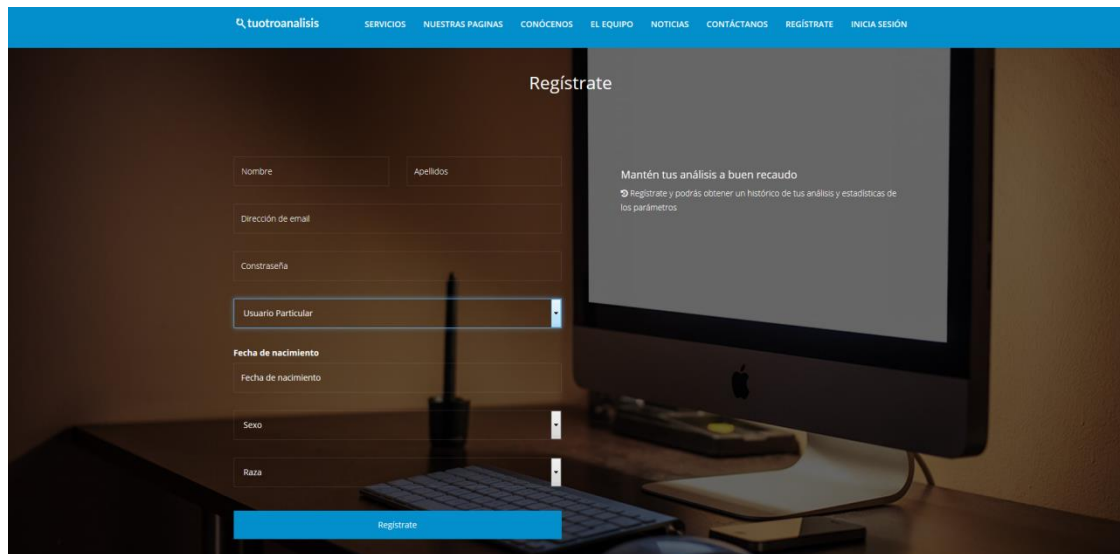 tuotroanalisis SERVICIOS NUESTRAS PAGINAS CONÓCENOS EL EQUIPO NOTICIAS CONTÁCTANOS REGÍSTRATE INICIA SESIÓN
Regístrate
Nombre Apellidos
Dirección de email
Constraseña
Usuario Particular
Fecha de nacimiento
Fecha de nacimiento
Sexo
Raza
Regístrate
Mantén tus análisis a buen recaudo
Regístrate y podrás obtener un histórico de tus análisis y estadísticas de
los parámetros